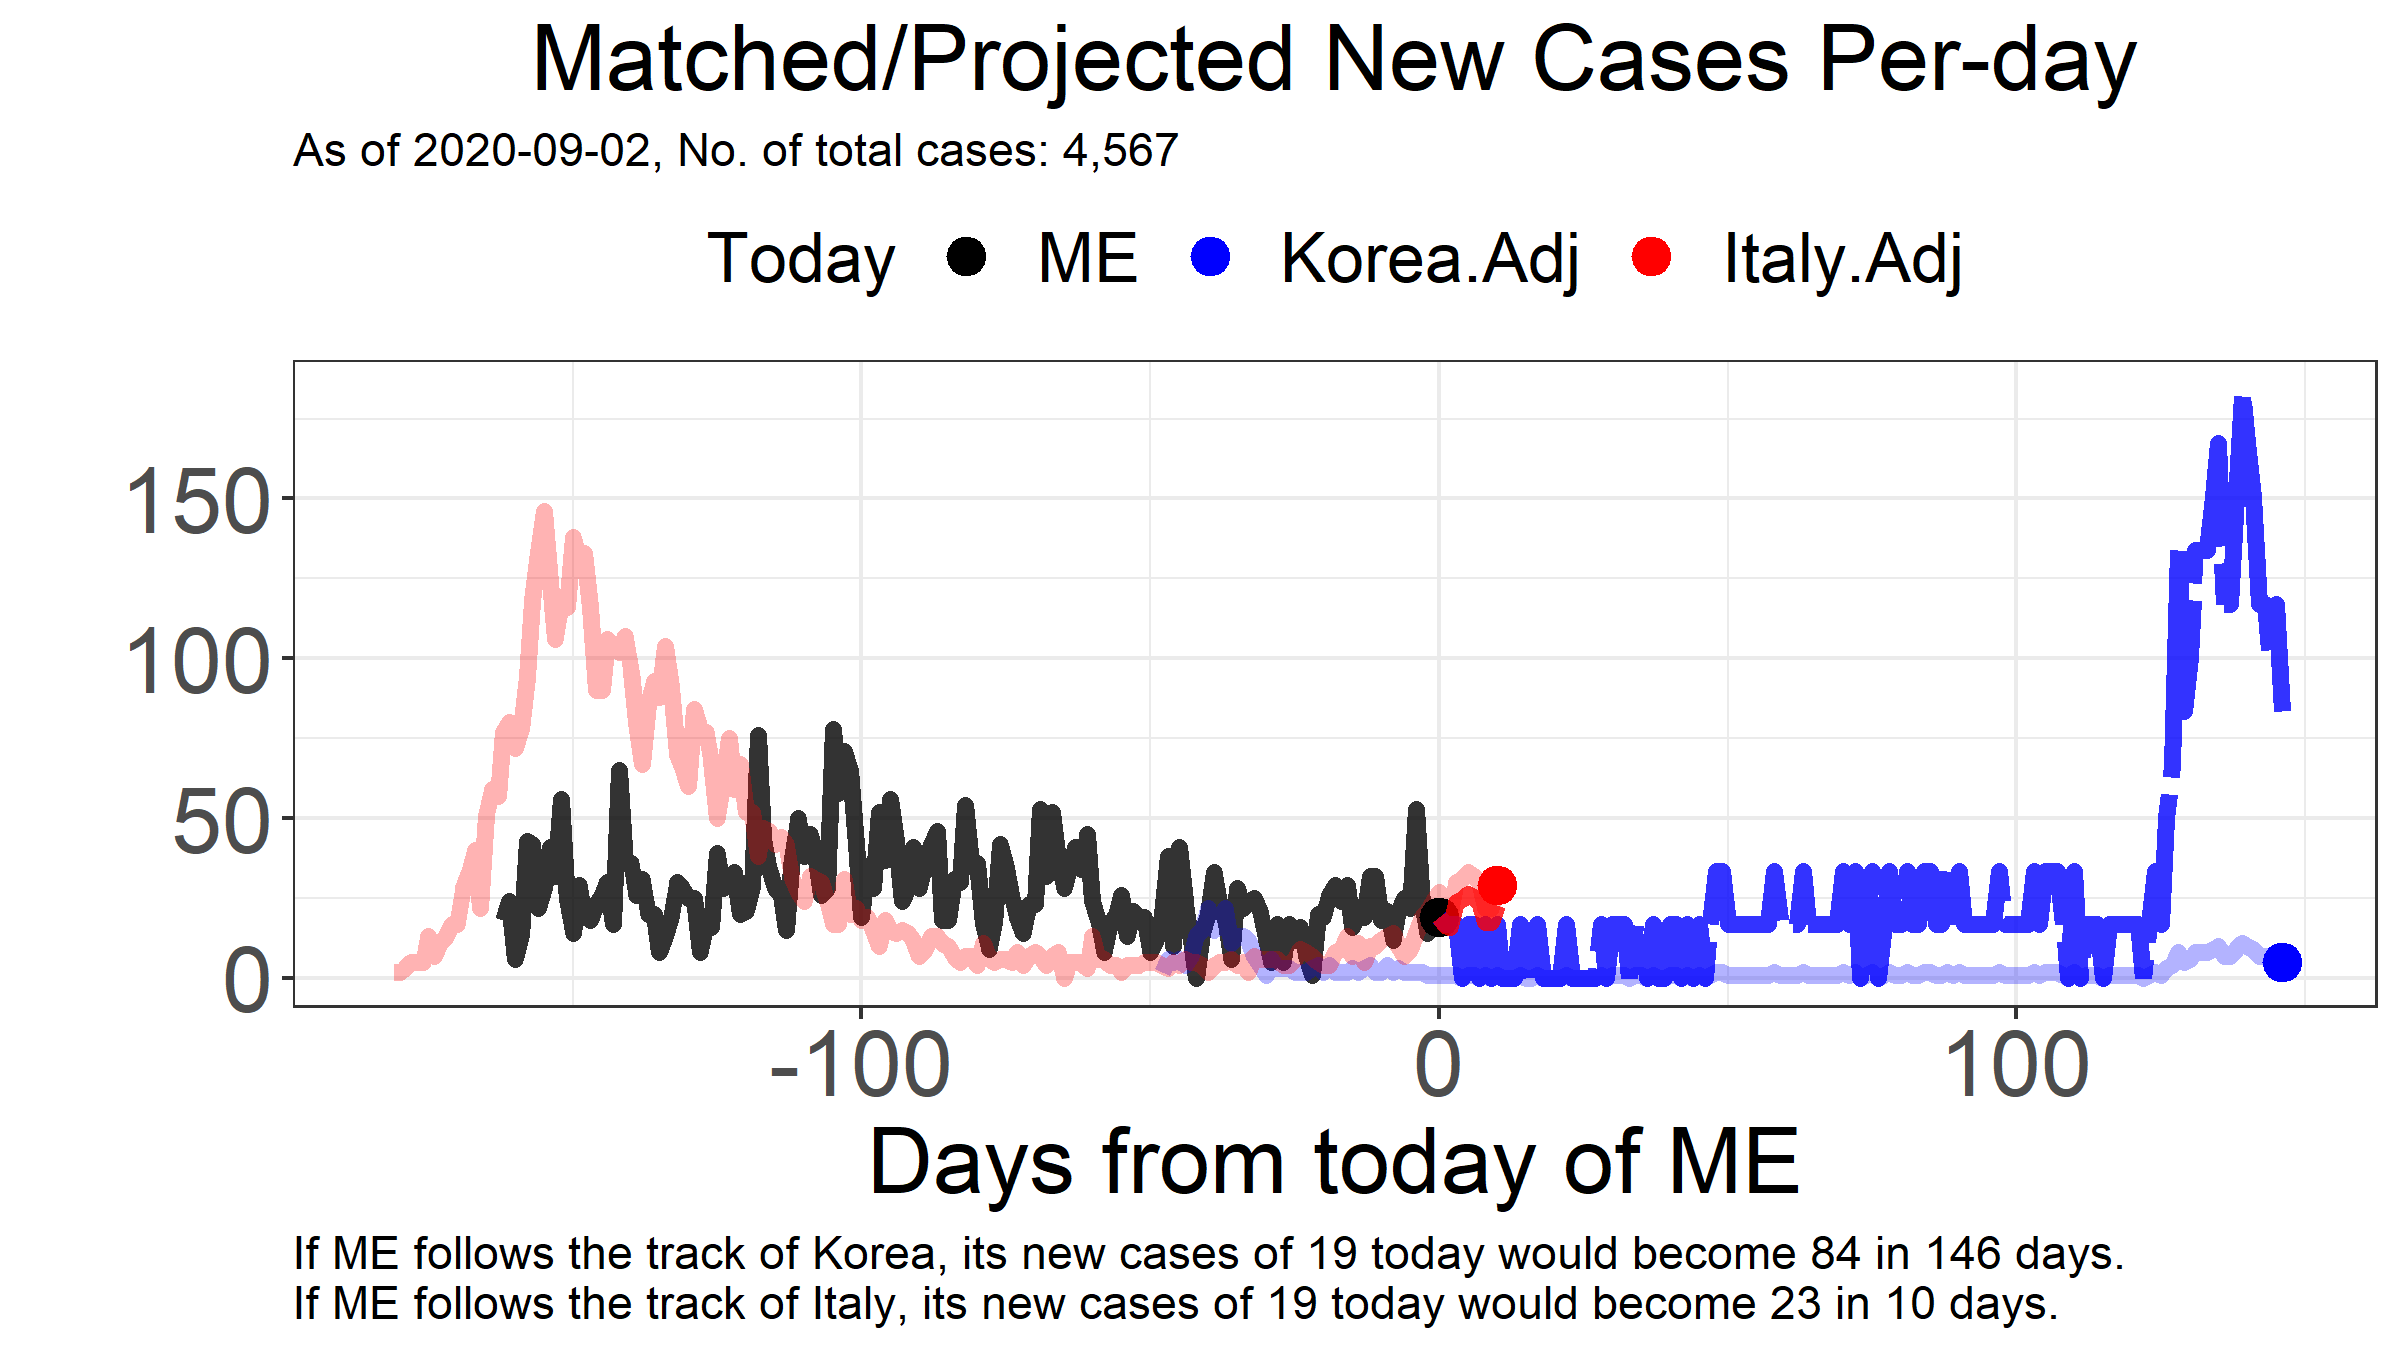 Matched/Projected New Cases Per-day
As of 2020-09-02, No. of total cases: 4,567
Today ME Korea.Adj Italy.Adj
150
100
50
0
-100 0 100
Days from today of ME
If ME follows the track of Korea, its new cases of 19 today would become 84 in 146 days.
If ME follows the track of Italy, its new cases of 19 today would become 23 in 10 days.